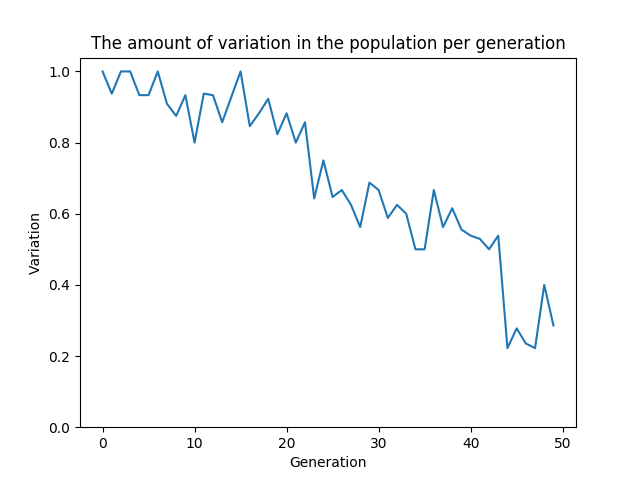 The amount of variation in the population per generation
1.0
0.8
0.6
0.4
0.2
0.0
Variation
0 10 20 30 40 50
Generation